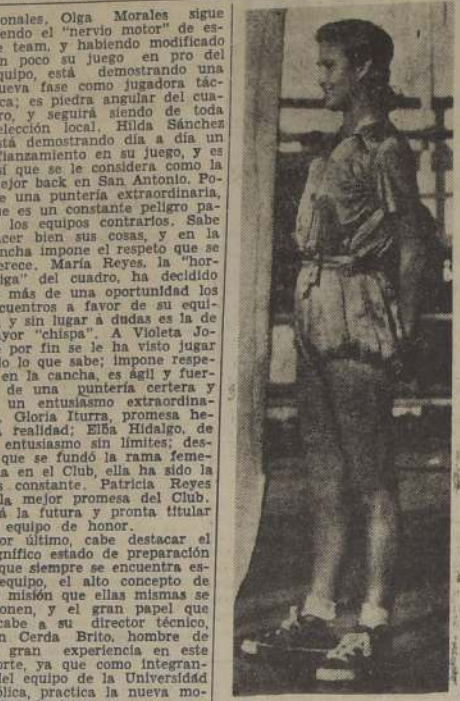 onales, Olga Morales sigue
endo el "nervio motor" de es-
e team, y habiendo modificado
n poco su juego en pro del
quipo, está demostrando una
ueva fase como jugadora tác-
ca; es piedra angular del cua-
ro, y seguirá siendo de toda
elección local. Hilda Sánchez
stá demostrando día a día un
fianzamiento en su juego, y es
sí que se le considera como la
ejor back en San Antonio. Po-
e una puntería extraordinaria,
ue es un constante peligro pa-
los equipos contrarios. Sabe
acer bien sus cosas, y en la
ncha impone el respeto que se
erece. María Reyes, la "hor-
iga" del cuadro, ha decidido
más de una oportunidad los
cuentros a favor de su equi-
y sin lugar a dudas es la de
ayor "chispa". A Violeta Jo-
e por fin se le ha visto jugar
do lo que sabe; impone respe-
en la cancha, es ágil y fuer-
de una puntería certera y
un entusiasmo extraordina-
Gloria Iturra, promesa he-
realidad; Elba Hidalgo, de
entusiasmo sin límites; des-
que se fundó la rama feme-
na en el Club, ella ha sido la
s constante. Patricia Reyes
la mejor promesa del Club.
á la futura y pronta titular
equipo de honor.
or último, cabe destacar el
gnífico estado de preparación
que siempre se encuentra es-
equipo, el alto concepto de
misión que ellas mismas se
onen, y el gran papel que
cabe a su director técnico,
n Cerda Brito, hombre de
gran experiencia en este
orte, ya que como integran-
del equipo de la Universidad
ólica, practica la nueva mo-